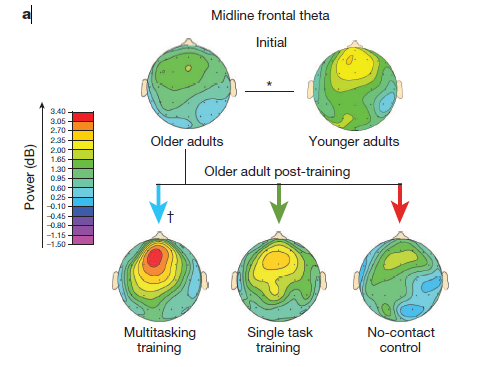 a
Midline frontal theta
Initial
*
Older adults
Younger adults
Older adult post-training
Power (dB)
3.40
3.05
2.70
2.35
2.00
1.65
1.30
0.95
0.60
0.25
-0.10
-0.45
-0.80
-1.15
-1.50
†
Multitasking
training
Single task
training
No-contact
control